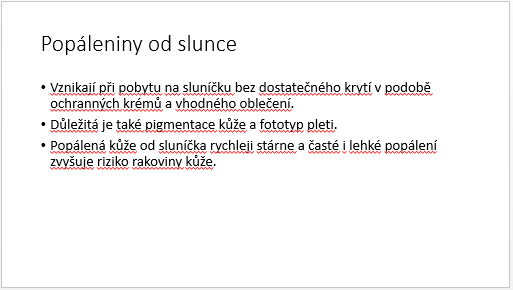 Popáleniny od slunce
• Vznikají při pobytu na sluníčku bez dostatečného krytí v podobě
ochranných krémů a vhodného oblečení.
• Důležitá je také pigmentace kůže a fototyp pleti.
• Popálená kůže od sluníčka rychleji stárne a časté i lehké popálení
zvyšuje riziko rakoviny kůže.